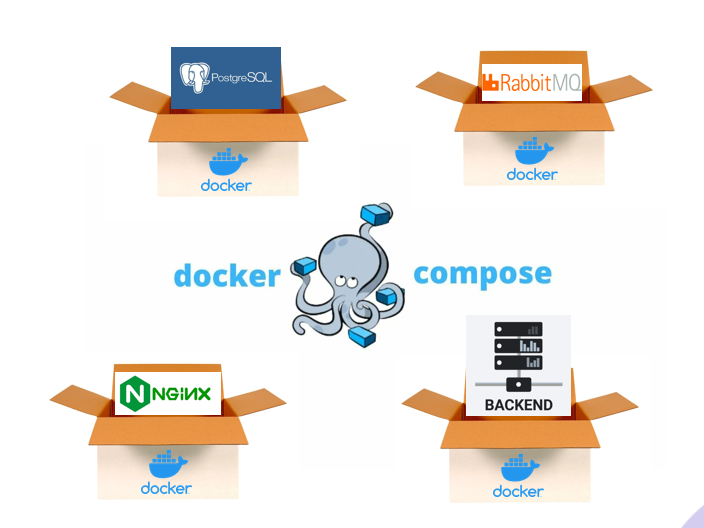 PostgreSQL
RabbitMQ
docker
docker
docker compose
BACKEND
NGINX
docker
docker